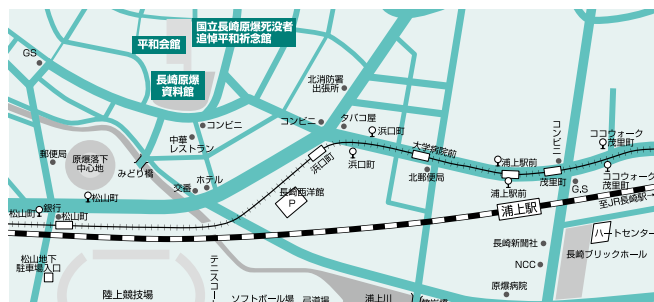 国立長崎原爆死没者
追悼平和祈念館
平和会館
GS
長崎原爆
資料館
北消防署
出張所
コンビニ
コンビニ
タバコ屋
浜口町
中華
レストラン
大学病院前
コンビニ
ココウォーク
茂里町
郵便局
原爆落下
中心地
みどり橋
浜口町
浜口町
浦上駅前
北郵便局
茂里町
ココウォーク
茂里町
ホテル
交番
長崎西洋館
P
浦上駅前
G.S
松山町
銀行
松山町
松山町
浦上駅
至JR長崎駅→
ハートセンター
長崎新聞社
長崎ブリックホール
NCC
松山地下
駐車場入口
陸上競技場
テニスコー
ソフトボール場
弓道場
浦上川
原爆病院